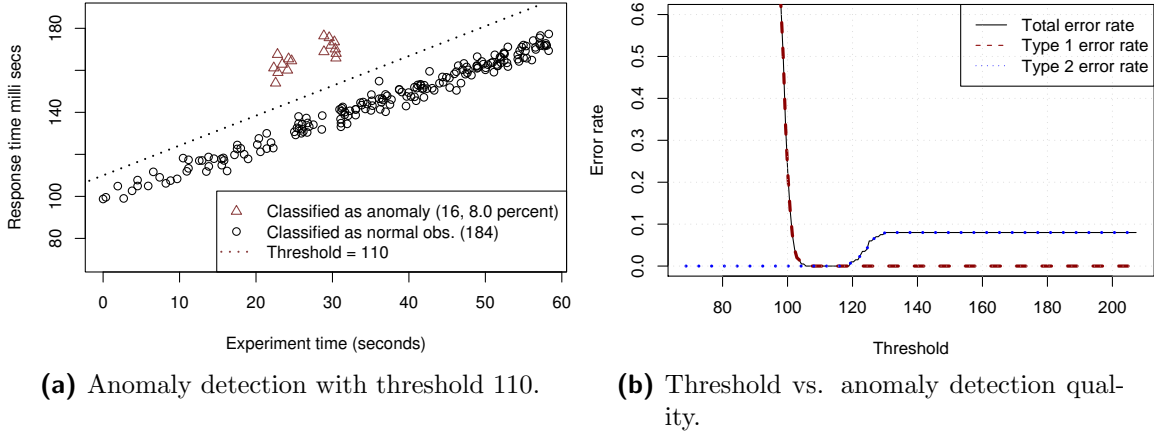 Response time milli secs
180
140
100
80
Classified as anomaly (16, 8.0 percent)
Classified as normal obs. (184)
Threshold = 110
0 10 20 30 40 50 60
Experiment time (seconds)
(a) Anomaly detection with threshold 110.
Error rate
0.6
0.5
0.4
0.3
0.2
0.1
0.0
Total error rate
Type 1 error rate
Type 2 error rate
80 100 120 140 160 180 200
Threshold
(b) Threshold vs. anomaly detection qual-
ity.